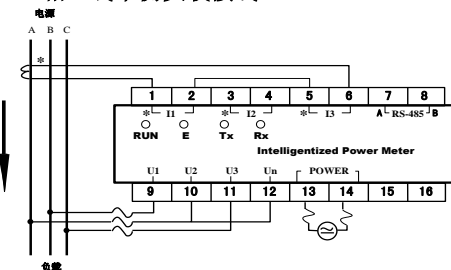 电源
A B C
*
1 2 3 4 5 6 7 8
* I1 * I2 * I3 A RS-485 B
RUN E Tx Rx
Intelligentized Power Meter
U1 U2 U3 Un POWER
9 10 11 12 13 14 15 16
负载